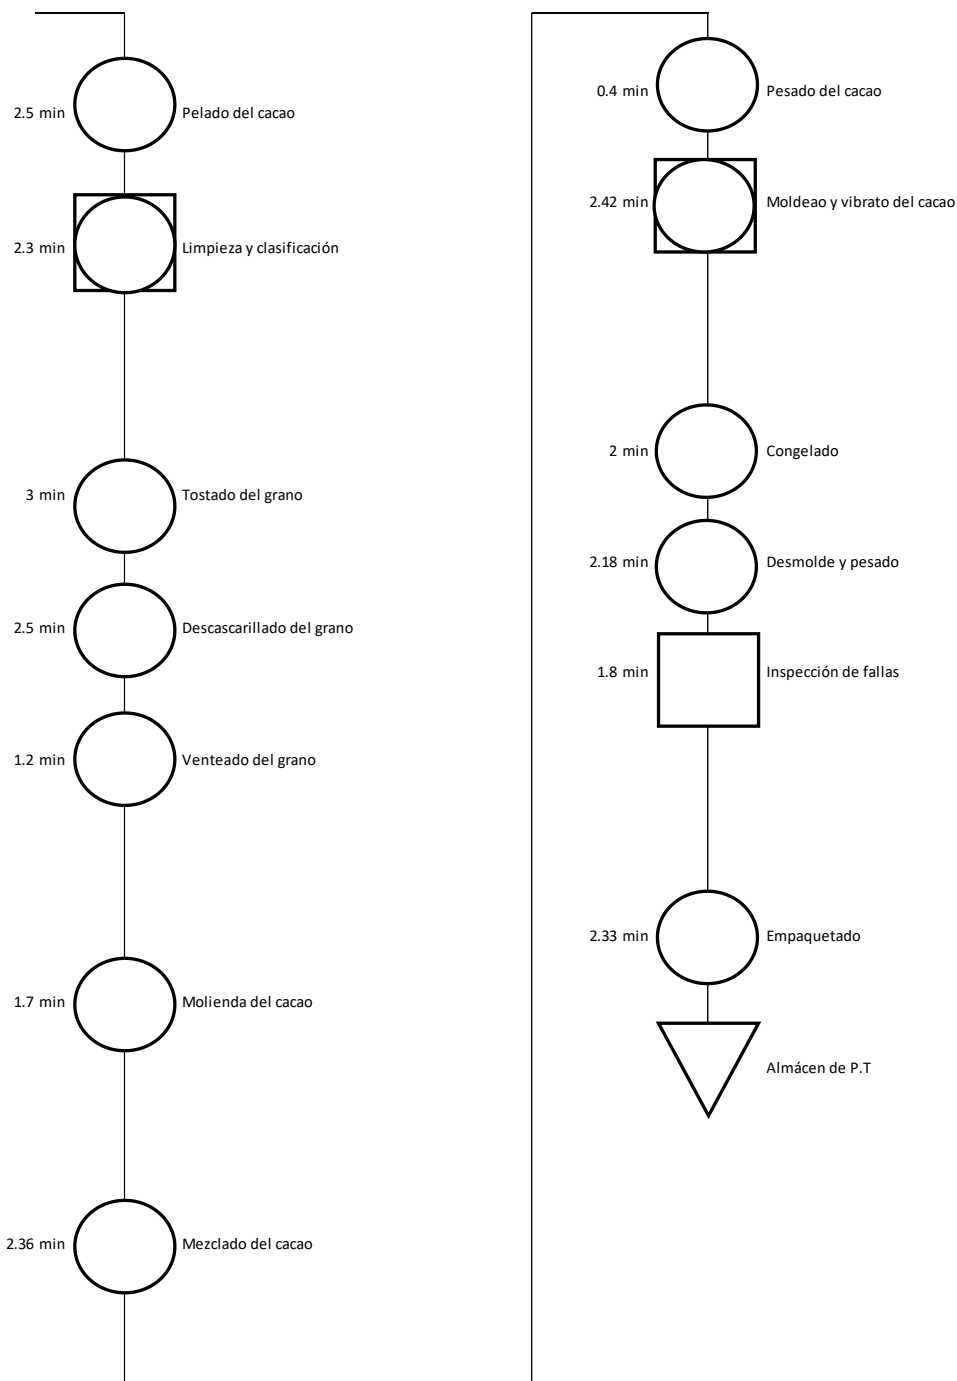 2.5 min Pelado del cacao
2.3 min Limpieza y clasificación
3 min Tostado del grano
2.5 min Descascarillado del grano
1.2 min Venteado del grano
1.7 min Molienda del cacao
2.36 min Mezclado del cacao
0.4 min Pesado del cacao
2.42 min Moldeao y vibrato del cacao
2 min Congelado
2.18 min Desmolde y pesado
1.8 min Inspección de fallas
2.33 min Empaquetado
Almácen de P.T